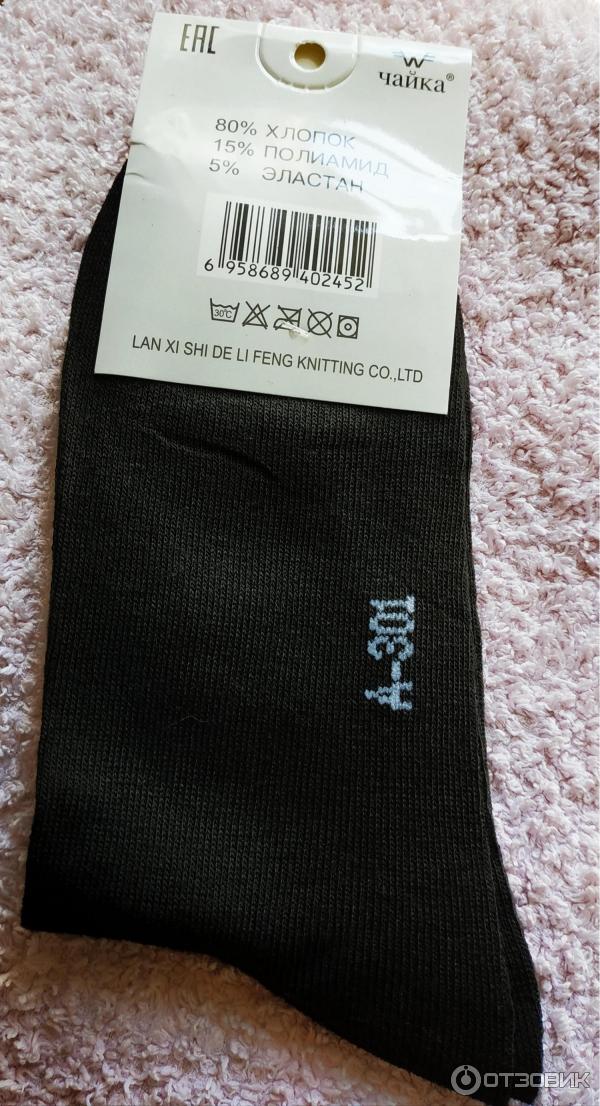 EAC
чайка®
80% ХЛОПОК
15% ПОЛИАМИД
5% ЭЛАСТАН
6 958689 402452
30°C
LAN XI SHI DE LI FENG KNITTING CO.,LTD
ОТЗОВИК